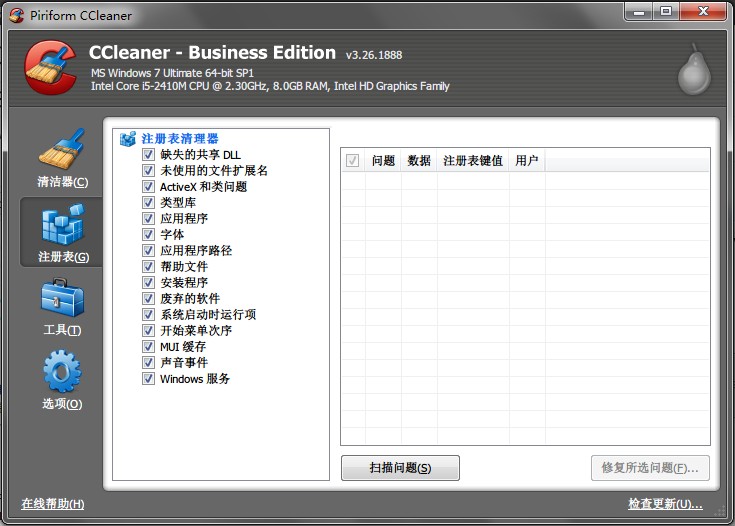 Piriform CCleaner
CCleaner - Business Edition v3.26.1888
MS Windows 7 Ultimate 64-bit SP1
Intel Core i5-2410M CPU @ 2.30GHz, 8.0GB RAM, Intel HD Graphics Family
清洁器(C)
注册表(G)
工具(T)
选项(O)
注册表清理器
缺失的共享 DLL
未使用的文件扩展名
ActiveX 和类问题
类型库
应用程序
字体
应用程序路径
帮助文件
安装程序
废弃的软件
系统启动时运行项
开始菜单次序
MUI 缓存
声音事件
Windows 服务
问题 数据 注册表键值 用户
扫描问题(S)
修复所选问题(F)...
在线帮助(H)
检查更新(U)...